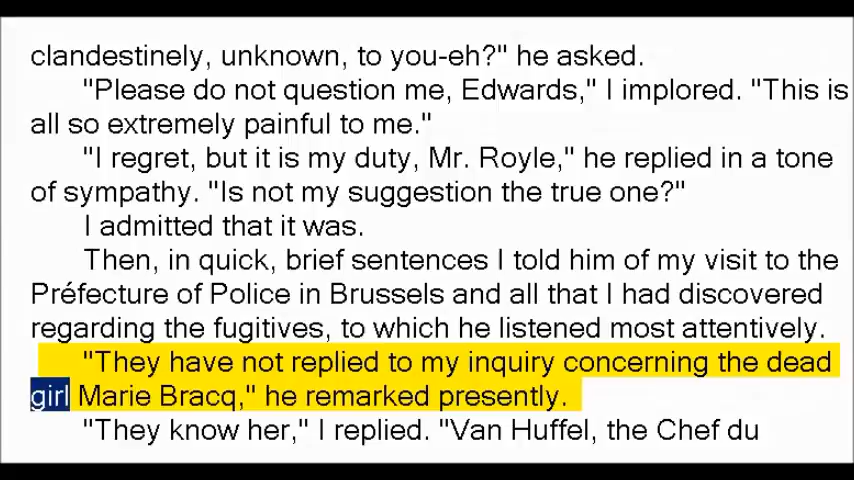 clandestinely, unknown, to you-eh?" he asked.
"Please do not question me, Edwards," I implored. "This is
all so extremely painful to me."
"I regret, but it is my duty, Mr. Royle," he replied in a tone
of sympathy. "Is not my suggestion the true one?"
I admitted that it was.
Then, in quick, brief sentences I told him of my visit to the
Préfecture of Police in Brussels and all that I had discovered
regarding the fugitives, to which he listened most attentively.
"They have not replied to my inquiry concerning the dead
girl Marie Bracq," he remarked presently.
"They know her," I replied. "Van Huffel, the Chef du